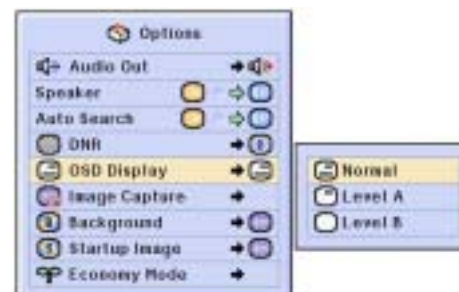 Options
Audio Out
Speaker
Auto Search
DNR
OSD Display
Image Capture
Background
Startup Image
Economy Mode
Normal
Level A
Level B